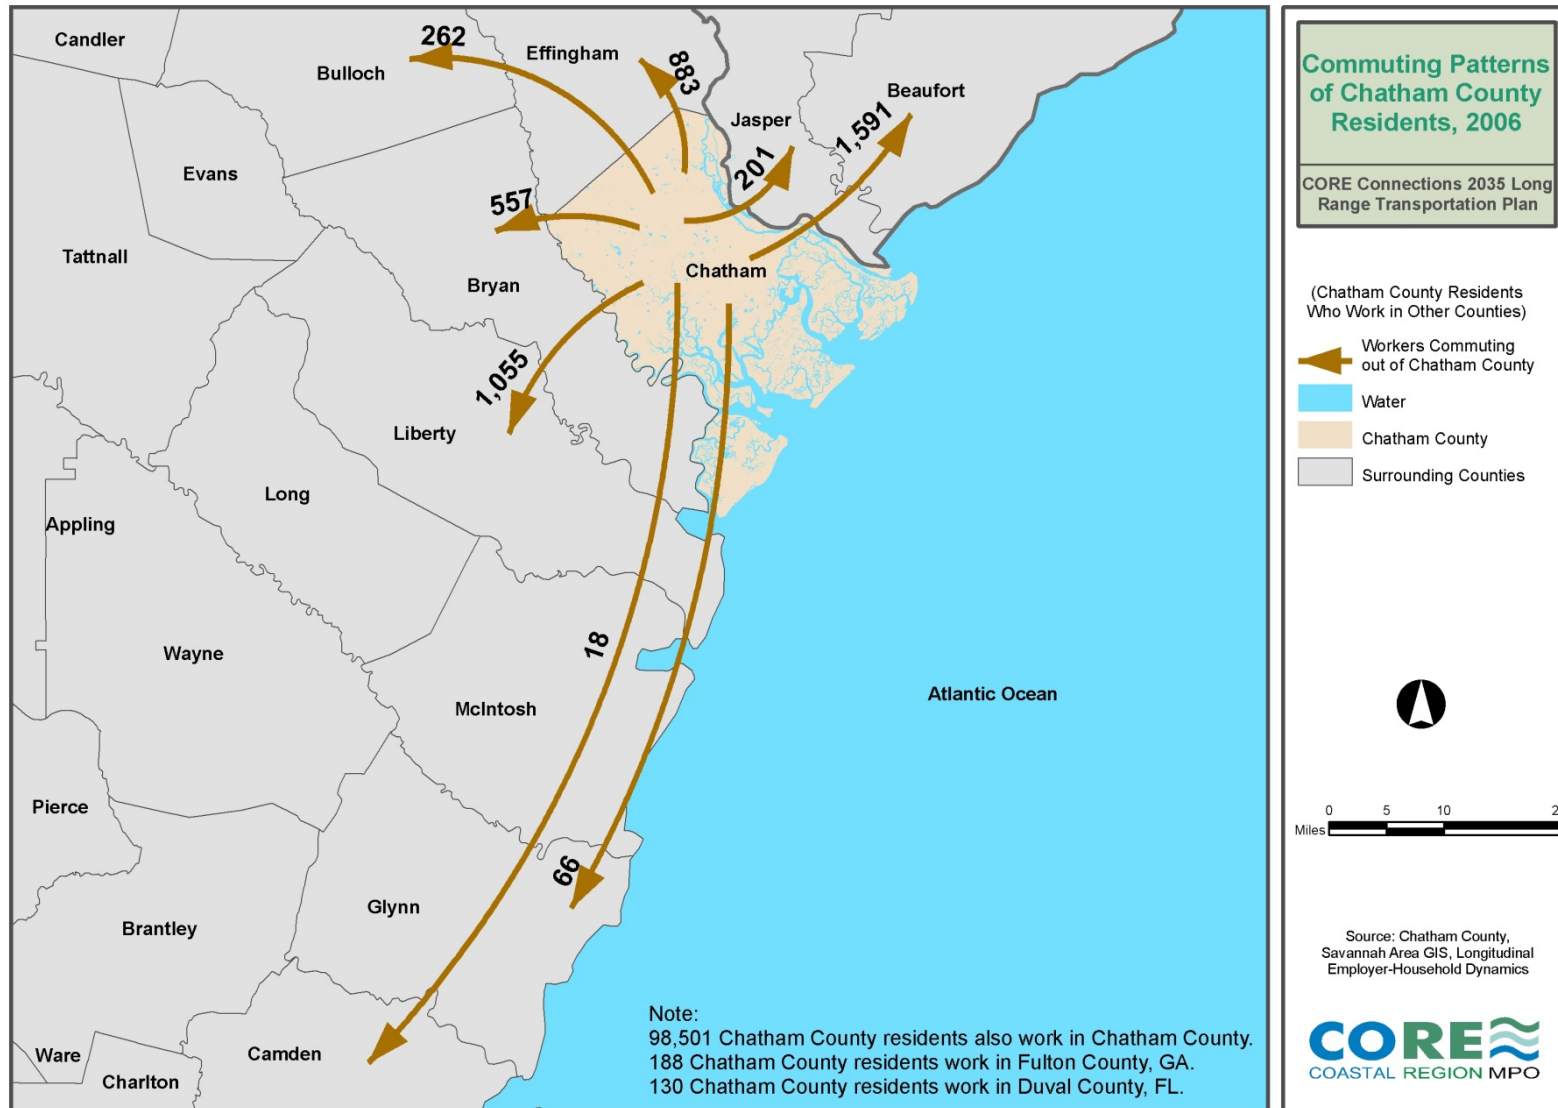 Candler
262
Bulloch
Effingham
883
Jasper
Beaufort
1,591
201
Evans
557
Tattnall
Bryan
Chatham
1,055
Liberty
Long
Appling
18
Wayne
McIntosh
Atlantic Ocean
Pierce
66
Glynn
Brantley
Ware
Charlton
Camden
Note:
98,501 Chatham County residents also work in Chatham County.
188 Chatham County residents work in Fulton County, GA.
130 Chatham County residents work in Duval County, FL.
Commuting Patterns
of Chatham County
Residents, 2006
CORE Connections 2035 Long
Range Transportation Plan
(Chatham County Residents
Who Work in Other Counties)
Workers Commuting
out of Chatham County
Water
Chatham County
Surrounding Counties
0 5 10 2
Miles
Source: Chatham County,
Savannah Area GIS, Longitudinal
Employer-Household Dynamics
CORE
COASTAL REGION MPO